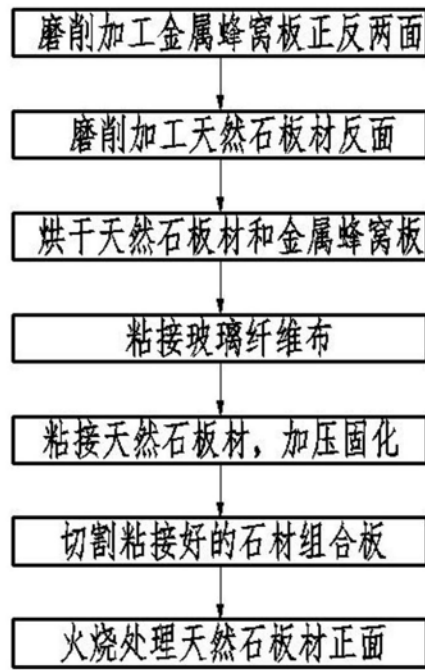 磨削加工金属蜂窝板正反两面
磨削加工天然石板材反面
烘干天然石板材和金属蜂窝板
粘接玻璃纤维布
粘接天然石板材，加压固化
切割粘接好的石材组合板
火烧处理天然石板材正面